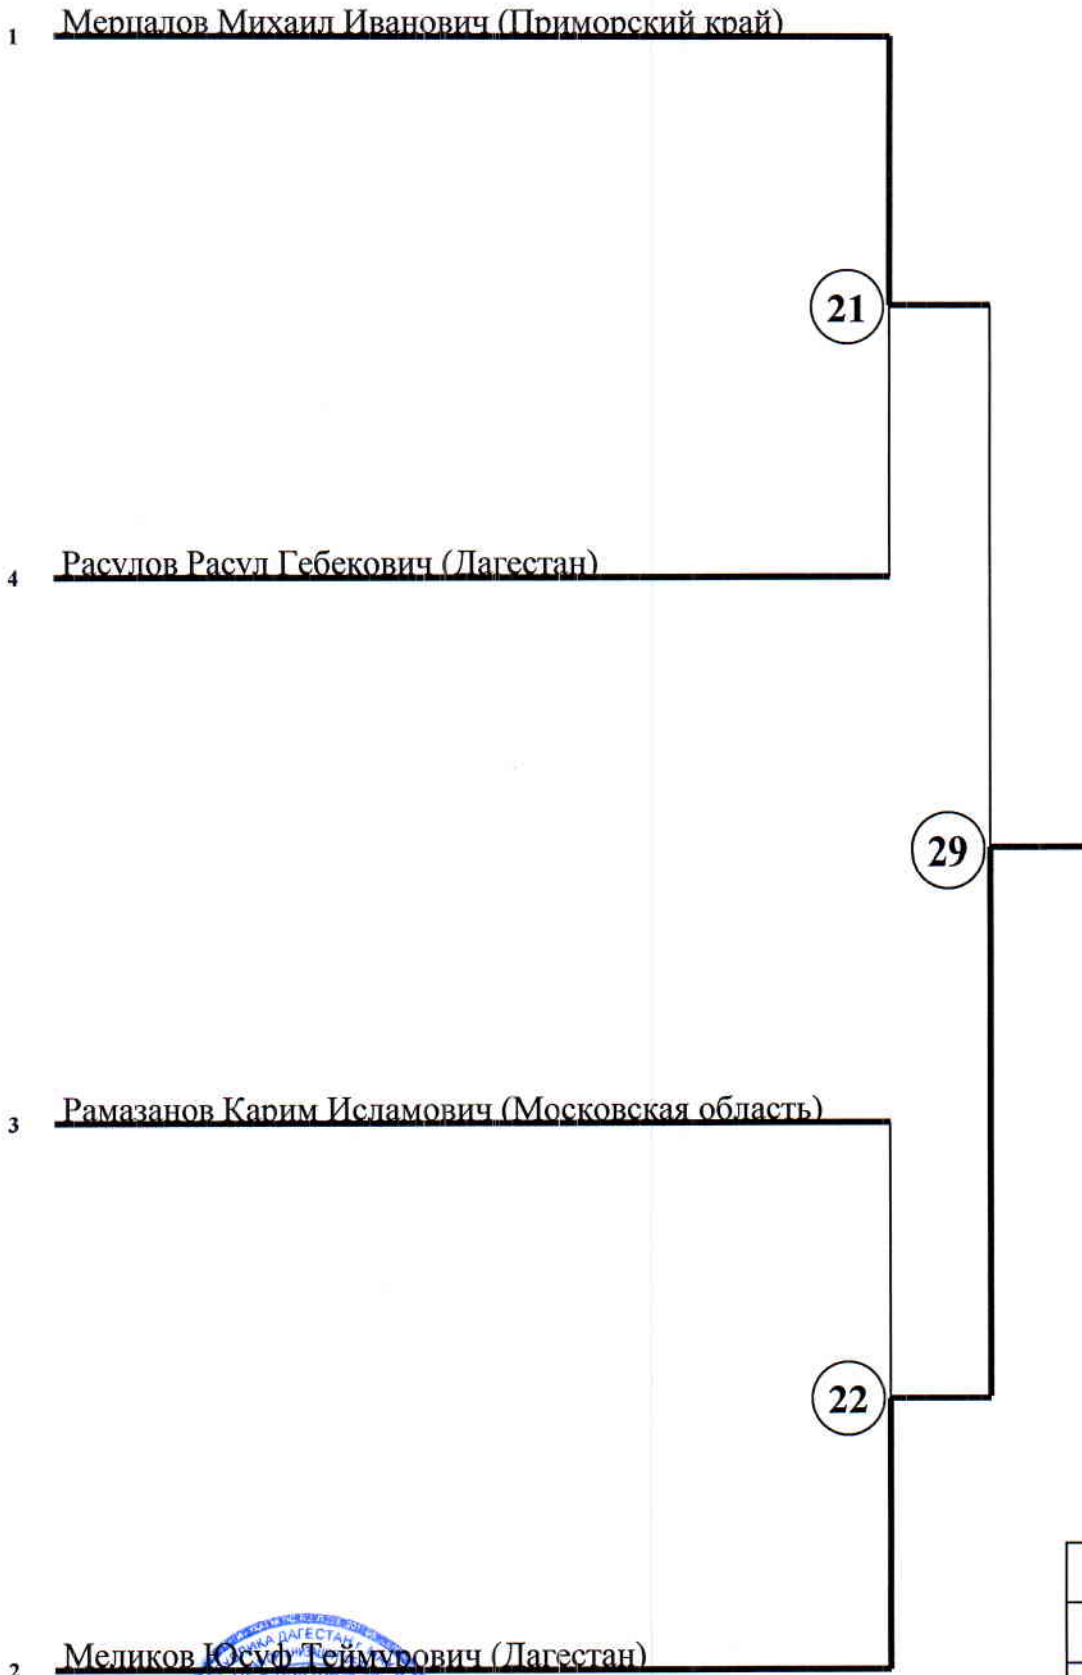 1 Мерцалов Михаил Иванович (Приморский край)
21
4 Расулов Расул Гебекович (Дагестан)
29
3 Рамазанов Карим Исламович (Московская область)
22
ДАГЕСТАН г.
2 Меликов Юсуф Теймурович (Дагестан)